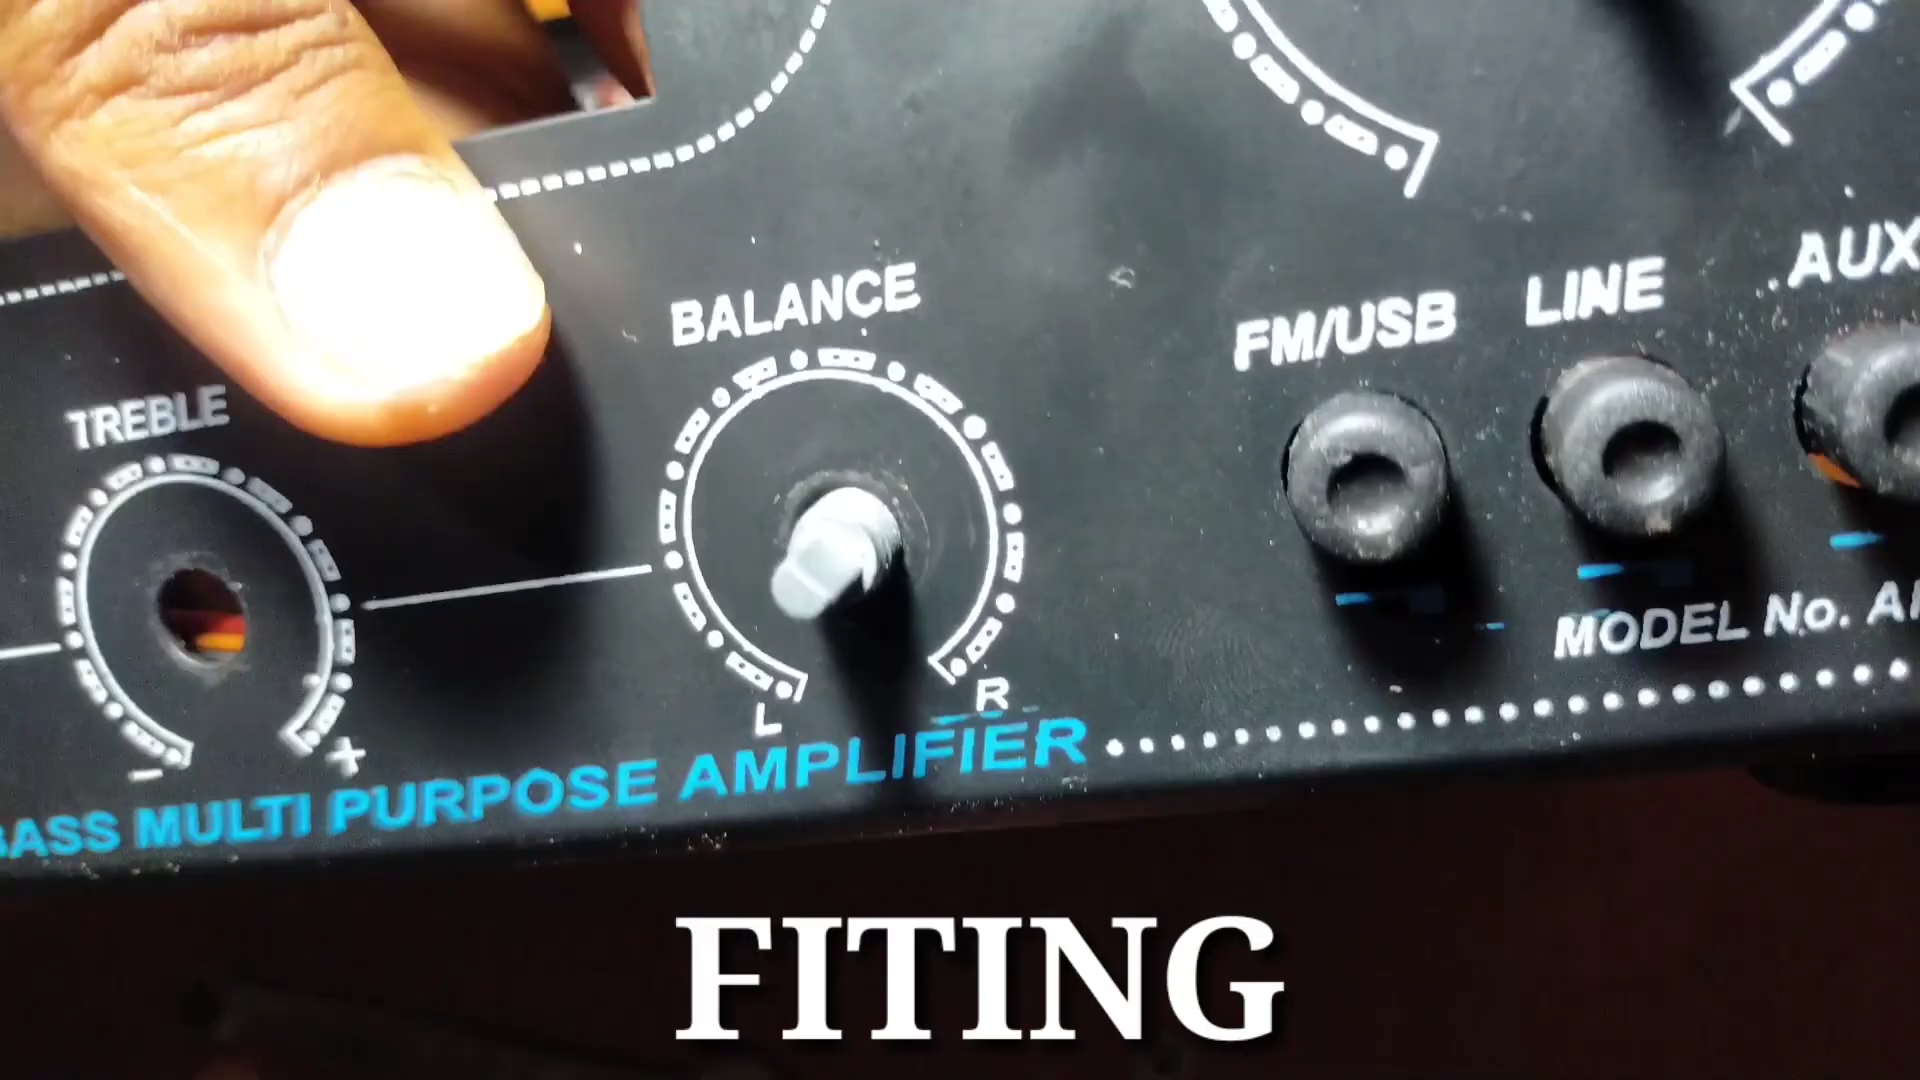 BALANCE
FM/USB LINE AUX
TREBLE
L R
- +
MODEL No.
BASS MULTI PURPOSE AMPLIFIER
FITING